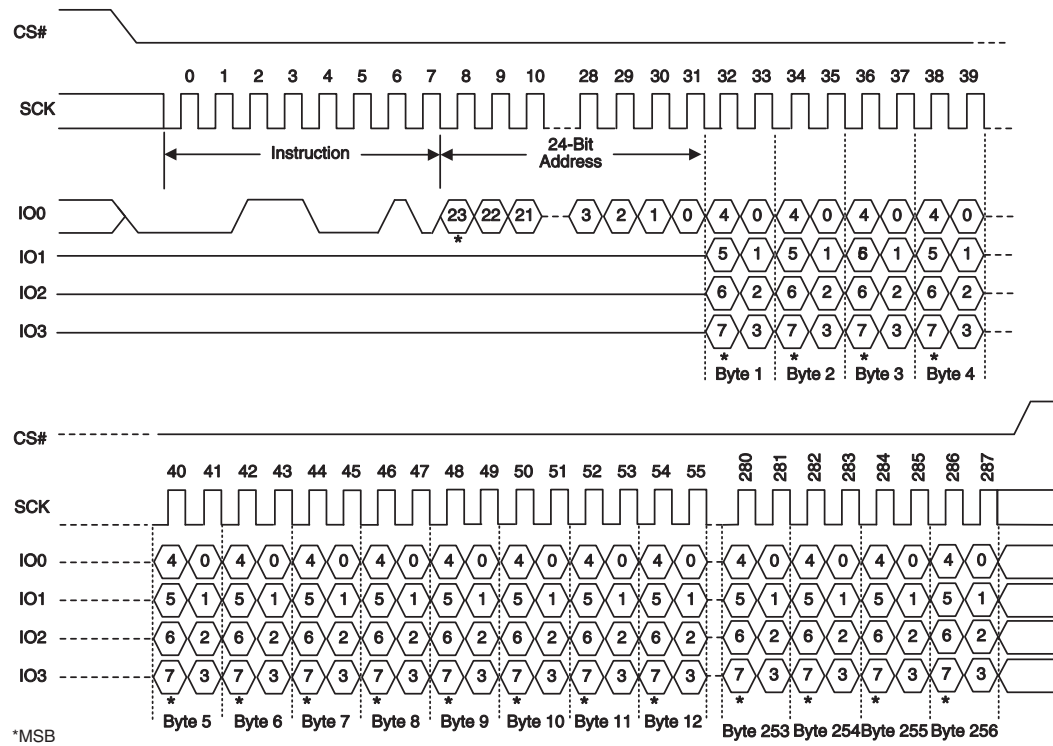 CS#
0 1 2 3 4 5 6 7 8 9 10 28 29 30 31 32 33 34 35 36 37 38 39
SCK
Instruction
24-Bit
Address
IO0 23 22 21 3 2 1 0 4 0 4 0 4 0 4 0
*
IO1 5 1 5 1 6 1 5 1
IO2 6 2 6 2 6 2 6 2
IO3 7 3 7 3 7 3 7 3
* * * *
Byte 1 Byte 2 Byte 3 Byte 4
CS#
40 41 42 43 44 45 46 47 48 49 50 51 52 53 54 55 280 281 282 283 284 285 286 287
SCK
IO0 4 0 4 0 4 0 4 0 4 0 4 0 4 0 4 0 4 0 4 0 4 0 4 0
IO1 5 1 5 1 5 1 5 1 5 1 5 1 5 1 5 1 5 1 5 1 5 1 5 1
IO2 6 2 6 2 6 2 6 2 6 2 6 2 6 2 6 2 6 2 6 2 6 2 6 2
IO3 7 3 7 3 7 3 7 3 7 3 7 3 7 3 7 3 7 3 7 3 7 3 7 3
* * * * * * * * * * * *
Byte 5 Byte 6 Byte 7 Byte 8 Byte 9 Byte 10 Byte 11 Byte 12 Byte 253 Byte 254 Byte 255 Byte 256
*MSB